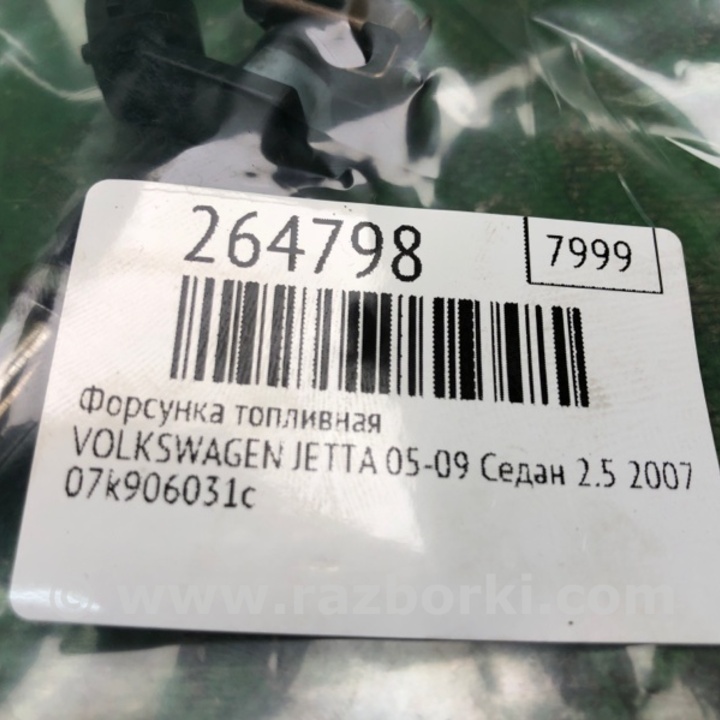 264798
7999
Форсунка топливная
VOLKSWAGEN JETTA 05-09 Седан 2.5 2007
07k906031c
www.razborki.com